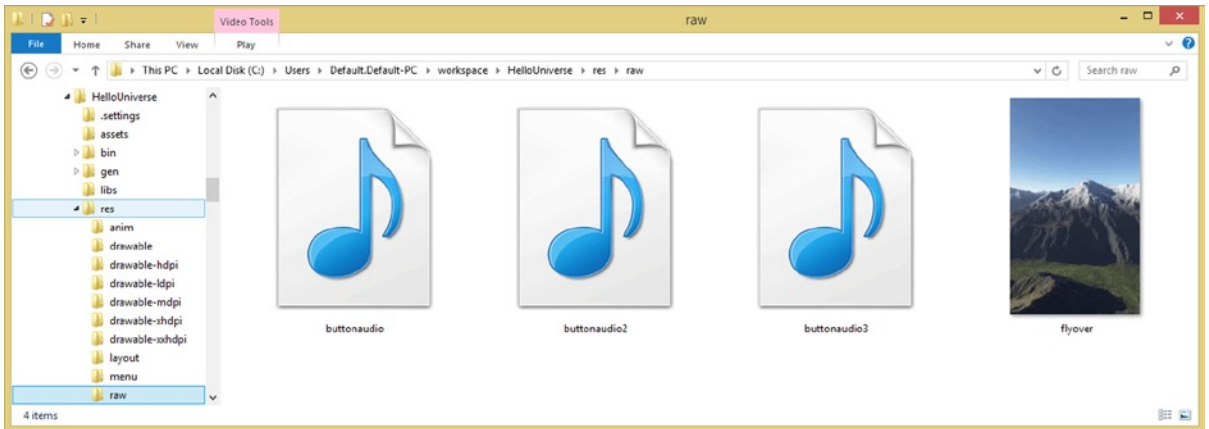 Video Tools
raw
File
Home
Share
View
Play
This PC
Local Disk (C:)
Users
Default.Default-PC
workspace
HelloUniverse
res
raw
Search raw
HelloUniverse
.settings
assets
bin
gen
libs
res
anim
drawable
drawable-hdpi
drawable-ldpi
drawable-mdpi
drawable-xhdpi
drawable-xxhdpi
layout
menu
raw
buttonaudio
buttonaudio2
buttonaudio3
flyover
4 items